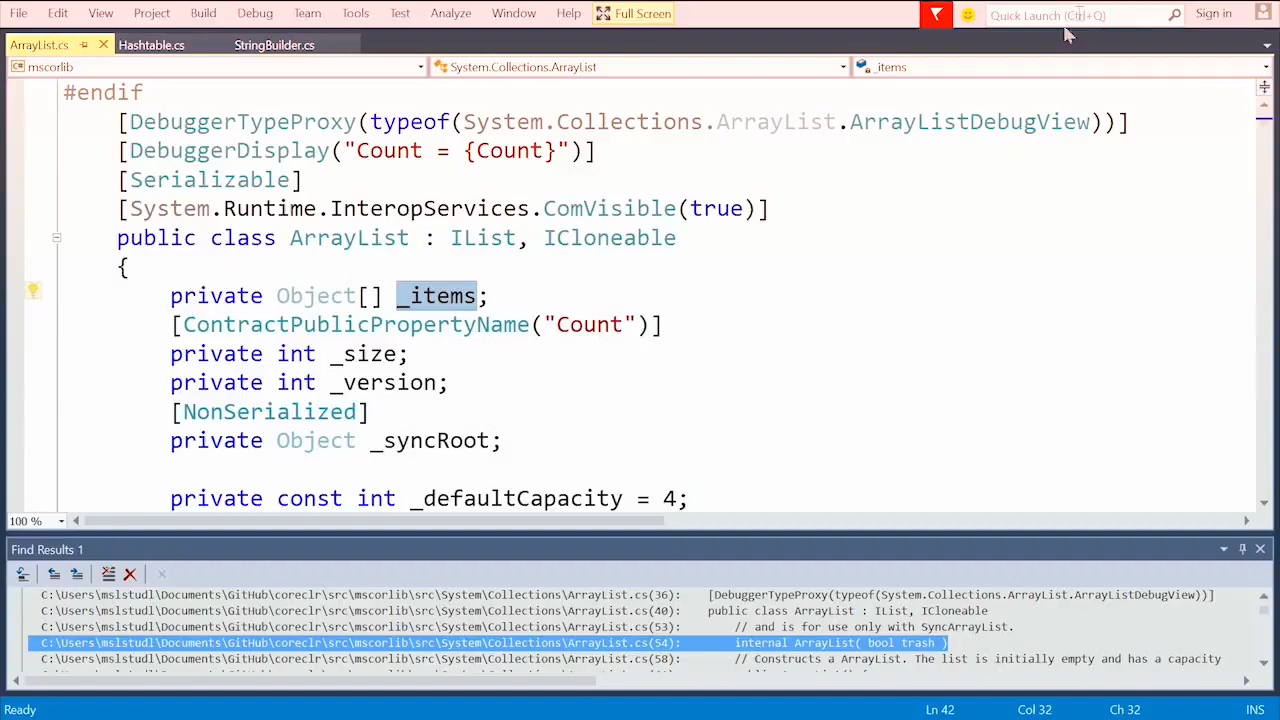 File Edit View Project Build Debug Team Tools Test Analyze Window Help Full Screen Quick Launch (Ctrl+Q) Sign in
ArrayList.cs Hashtable.cs StringBuilder.cs
mscorlib System.Collections.ArrayList _items
#endif
[DebuggerTypeProxy(typeof(System.Collections.ArrayList.ArrayListDebugView))]
[DebuggerDisplay("Count = {Count}")]
[Serializable]
[System.Runtime.InteropServices.ComVisible(true)]
public class ArrayList : IList, ICloneable
{
private Object[] _items;
[ContractPublicPropertyName("Count")]
private int _size;
private int _version;
[NonSerialized]
private Object _syncRoot;
private const int _defaultCapacity = 4;
100 %
Find Results 1
C:\Users\mslstudl\Documents\GitHub\coreclr\src\mscorlib\src\System\Collections\ArrayList.cs(36): [DebuggerTypeProxy(typeof(System.Collections.ArrayList.ArrayListDebugView))]
C:\Users\mslstudl\Documents\GitHub\coreclr\src\mscorlib\src\System\Collections\ArrayList.cs(40): public class ArrayList : IList, ICloneable
C:\Users\mslstudl\Documents\GitHub\coreclr\src\mscorlib\src\System\Collections\ArrayList.cs(53): // and is for use only with SyncArrayList.
C:\Users\mslstudl\Documents\GitHub\coreclr\src\mscorlib\src\System\Collections\ArrayList.cs(54): internal ArrayList( bool trash )
C:\Users\mslstudl\Documents\GitHub\coreclr\src\mscorlib\src\System\Collections\ArrayList.cs(58): // Constructs a ArrayList. The list is initially empty and has a capacity
Ready Ln 42 Col 32 Ch 32 INS